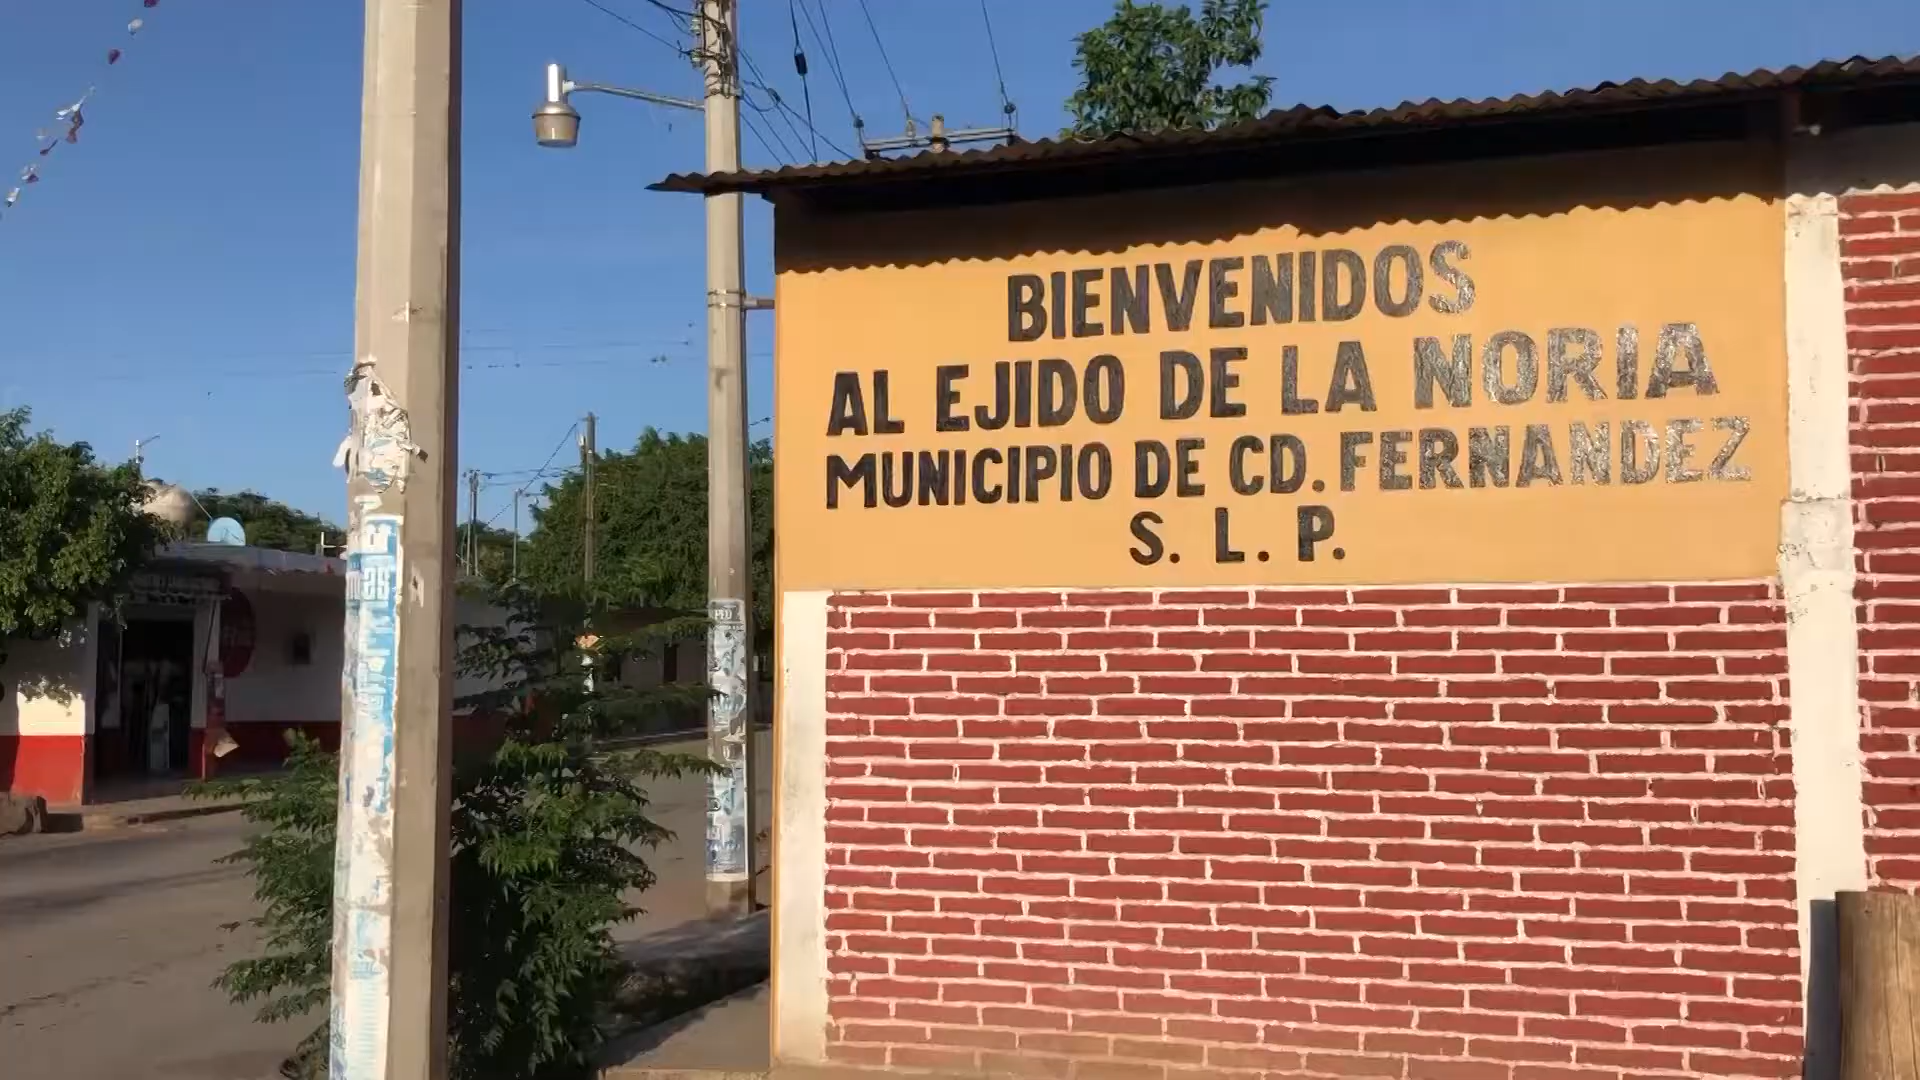 BIENVENIDOS
AL EJIDO DE LA NORIA
MUNICIPIO DE CD. FERNANDEZ
S. L. P.